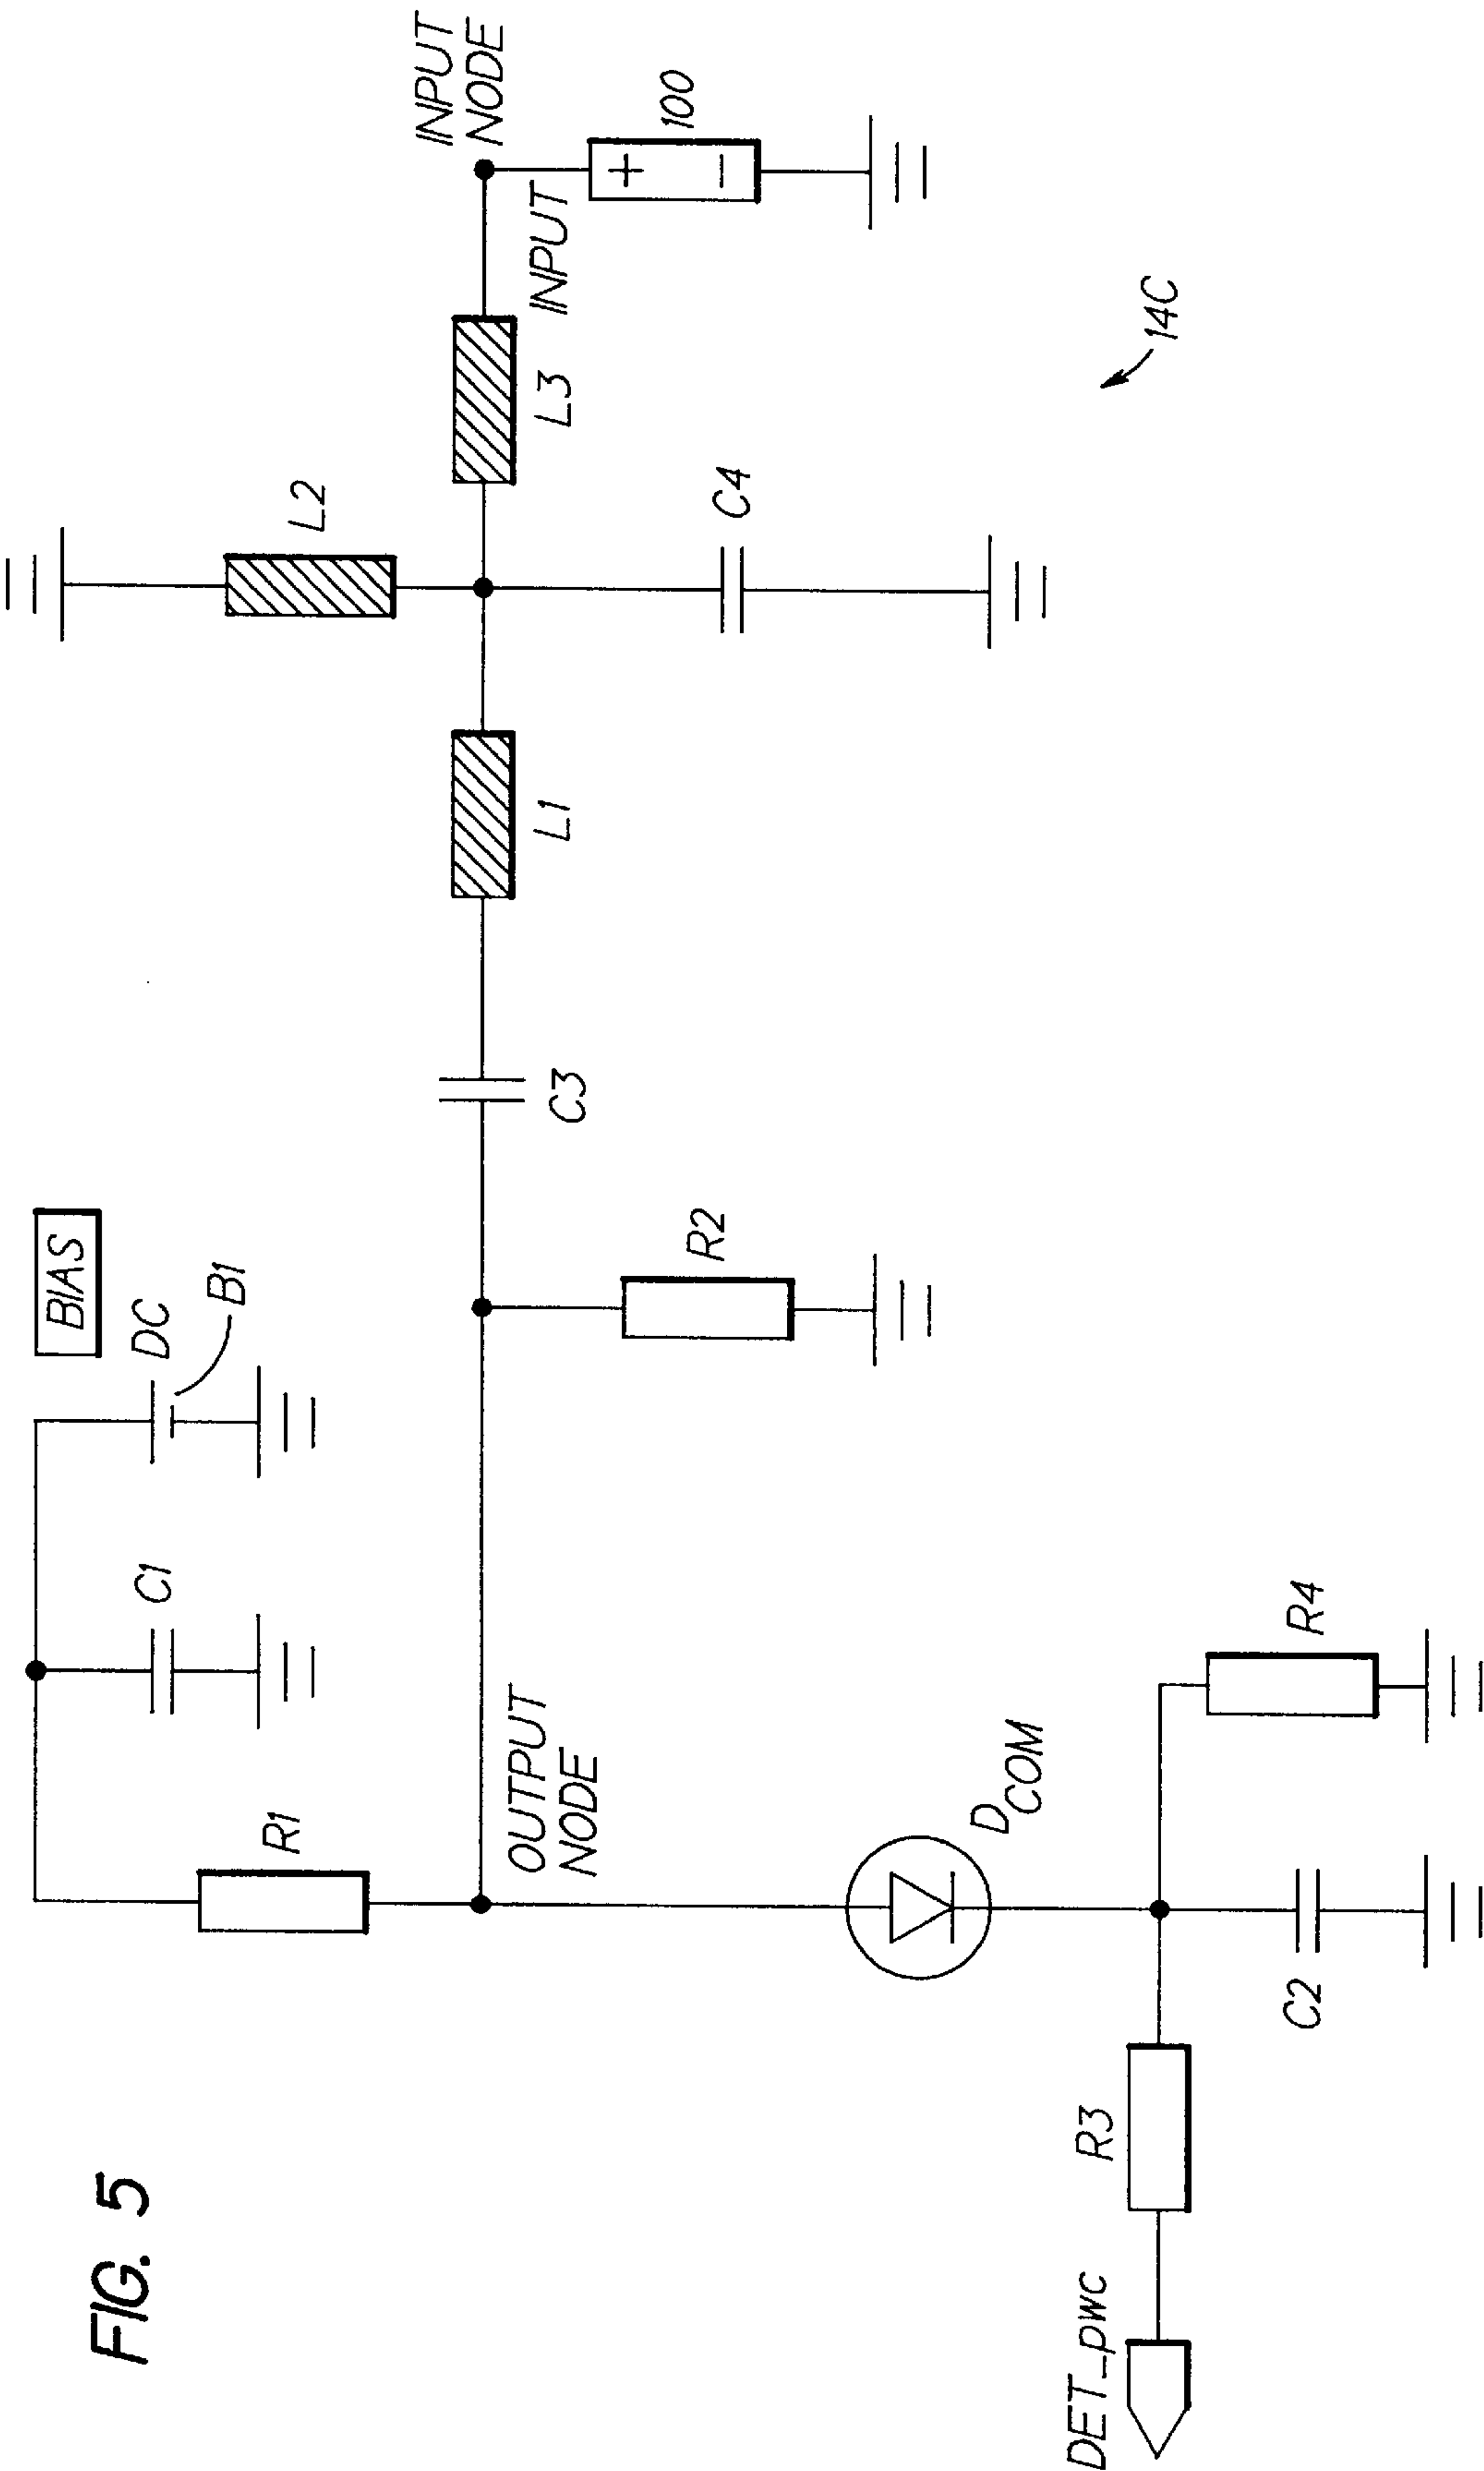 FIG. 5
BIAS
DC
B1
C1
R1
OUTPUT
NODE
R2
C3
L1
L2
C4
L3
INPUT
INPUT
NODE
+
−
100
14C
DCOM
R4
C2
R3
DET_pwc